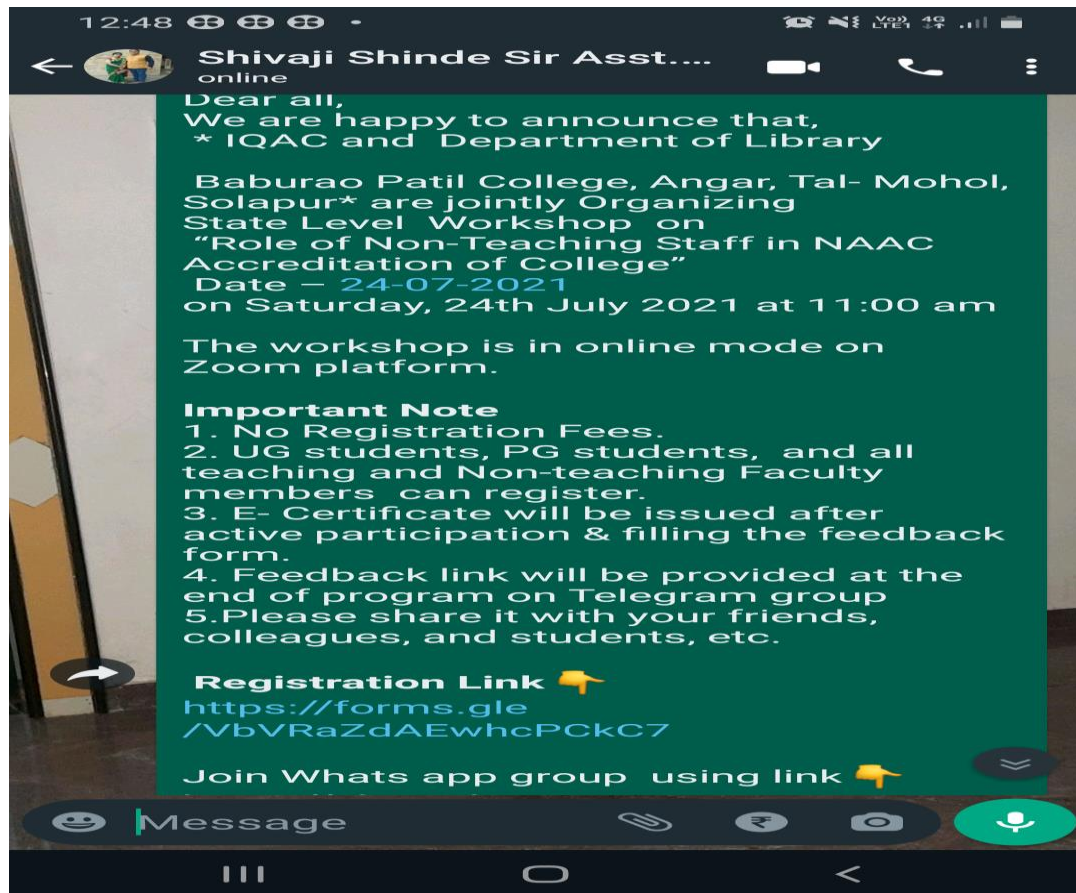 12:48
Vo)) 4G
LTE1
Shivaji Shinde Sir Asst....
online
Dear all,
We are happy to announce that,
* IQAC and Department of Library
Baburao Patil College, Angar, Tal- Mohol,
Solapur* are jointly Organizing
State Level Workshop on
“Role of Non-Teaching Staff in NAAC
Accreditation of College”
Date – 24-07-2021
on Saturday, 24th July 2021 at 11:00 am
The workshop is in online mode on
Zoom platform.
Important Note
1. No Registration Fees.
2. UG students, PG students, and all
teaching and Non-teaching Faculty
members can register.
3. E- Certificate will be issued after
active participation & filling the feedback
form.
4. Feedback link will be provided at the
end of program on Telegram group
5.Please share it with your friends,
colleagues, and students, etc.
Registration Link 👇
https://forms.gle
/VbVRaZdAEwhcPCkC7
Join Whats app group using link 👇
Message